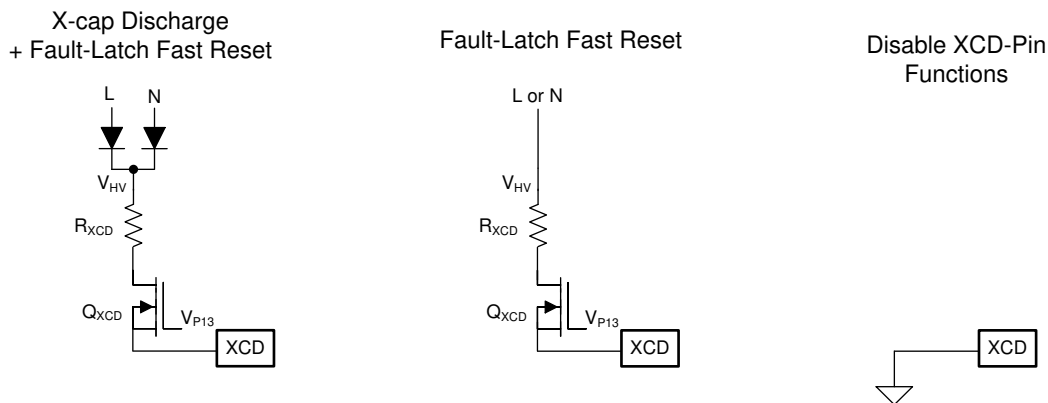 X-cap Discharge
+ Fault-Latch Fast Reset
L N
VHV
RXCD
QXCD
VP13
XCD
Fault-Latch Fast Reset
L or N
VHV
RXCD
QXCD
VP13
XCD
Disable XCD-Pin
Functions
XCD